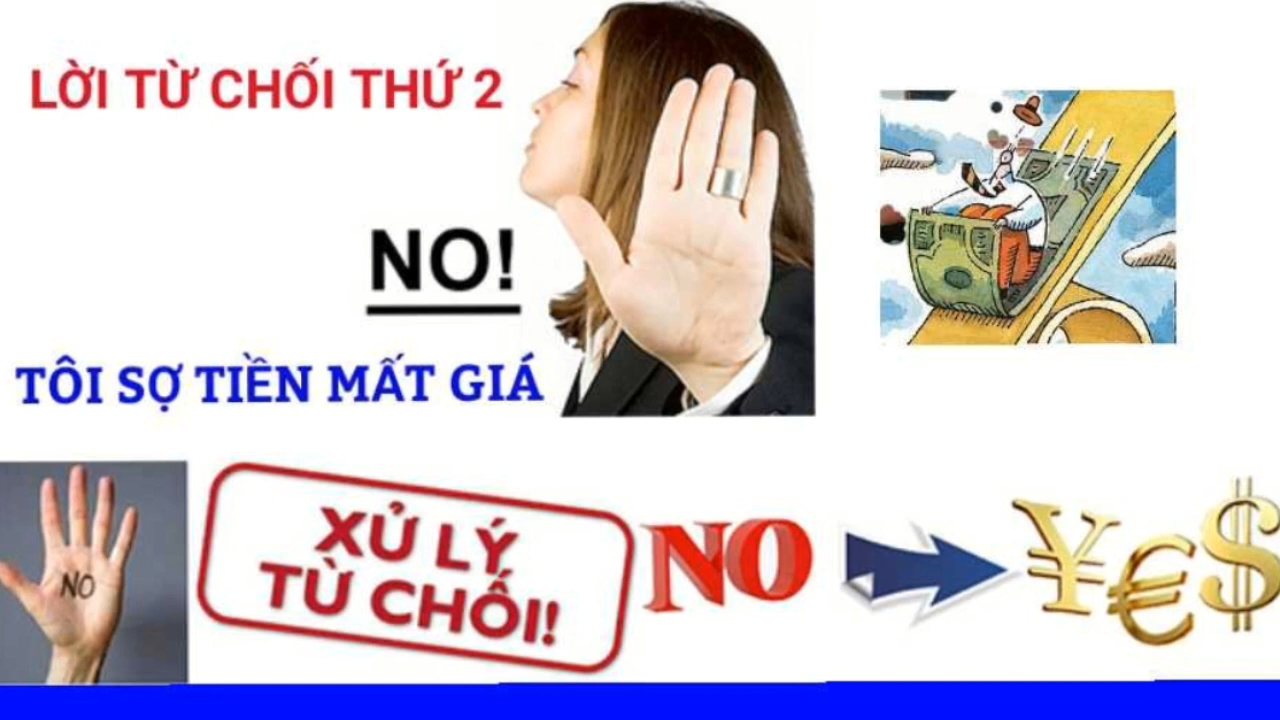 LỜI TỪ CHỐI THỨ 2
NO!
TÔI SỢ TIỀN MẤT GIÁ
NO
XỬ LÝ
TỪ CHỐI!
NO
¥€$